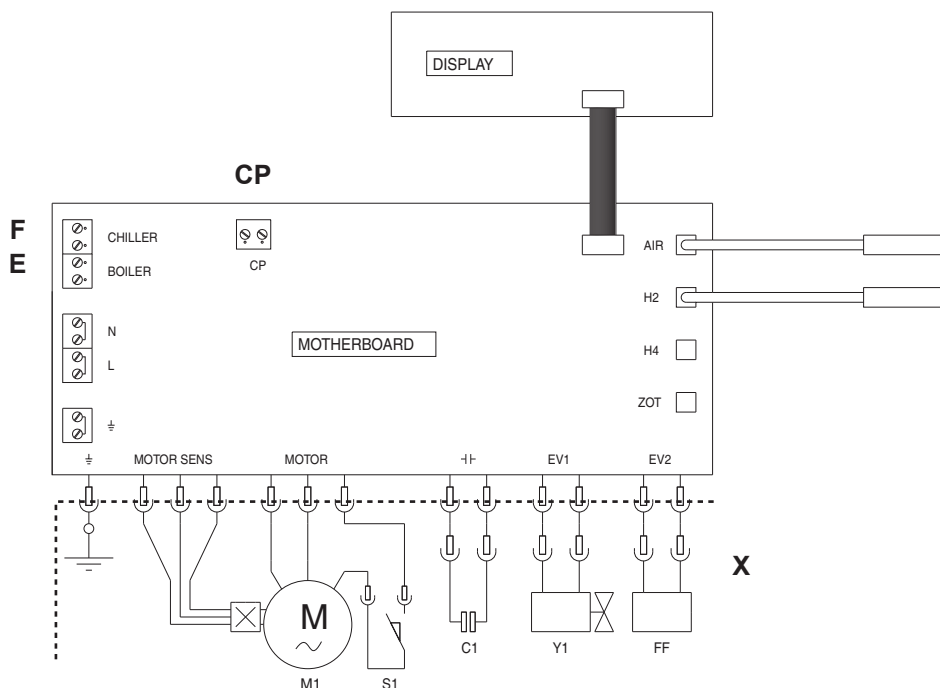 DISPLAY
CP
F
CHILLER
CP
AIR
E
BOILER
H2
N
MOTHERBOARD
L
H4
ZOT
MOTOR SENS
MOTOR
EV1
EV2
X
M
C1
Y1
FF
M1
S1